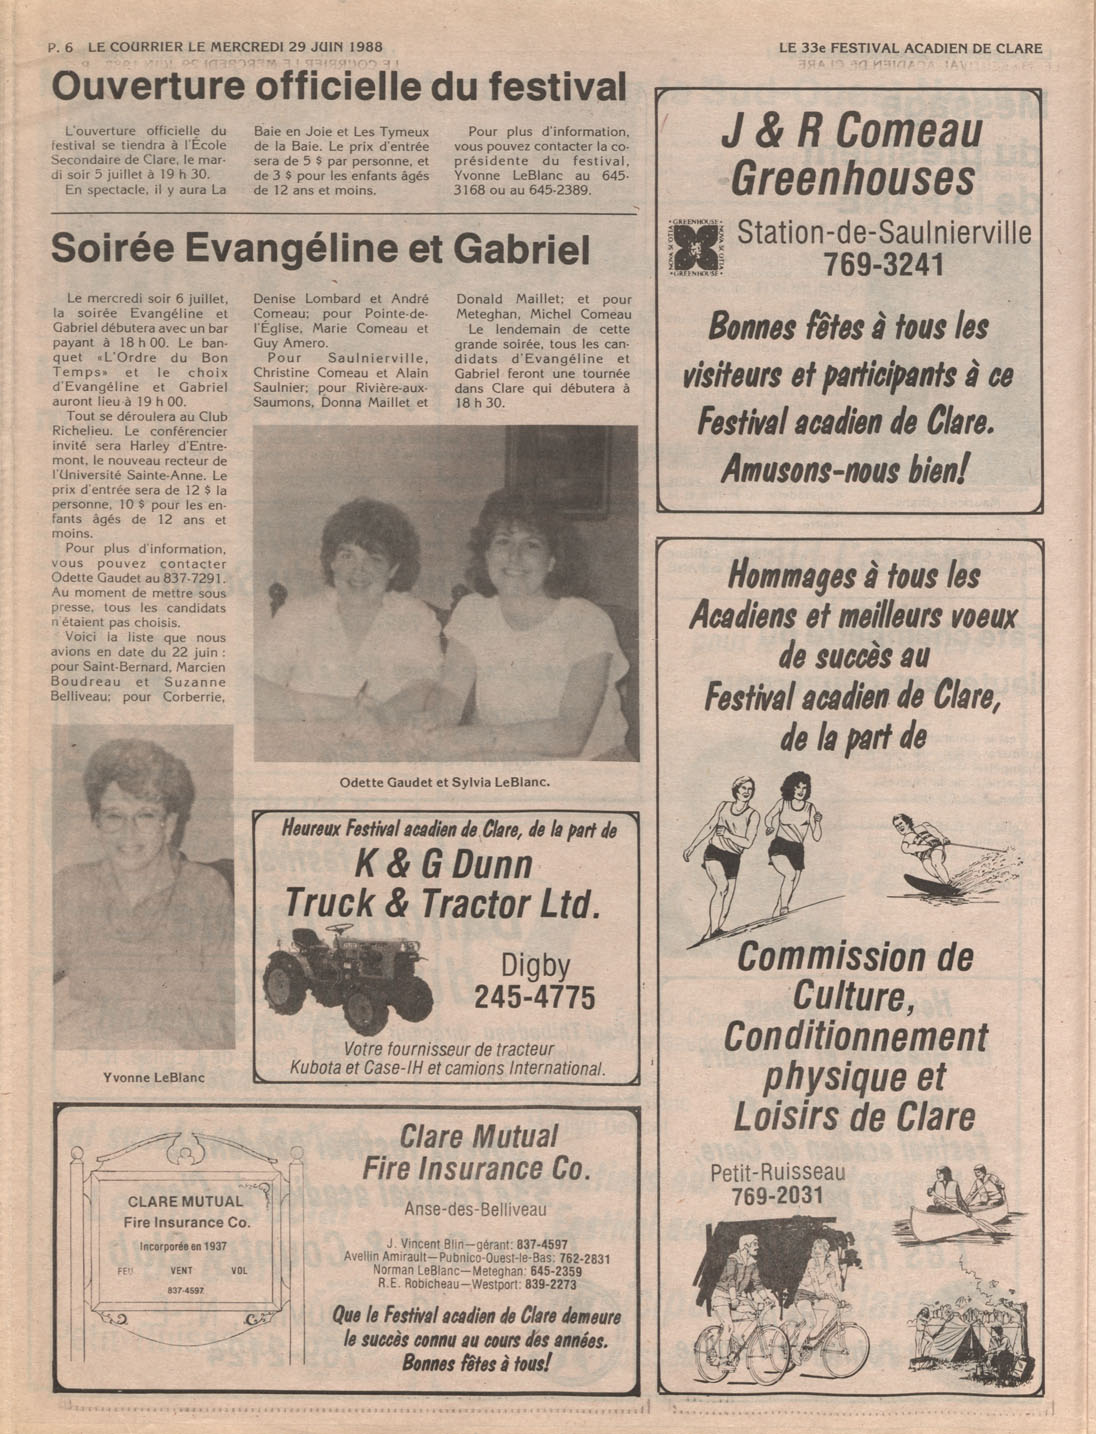 P. 6 LE COURRIER LE MERCREDI 29 JUIN 1988
LE 33e FESTIVAL ACADIEN DE CLARE
Ouverture officielle du festival
L'ouverture officielle du
festival se tiendra à l'École
Secondaire de Clare, le mar-
di soir 5 juillet à 19 h 30.
En spectacle, il y aura La
Baie en Joie et Les Tymeux
de la Baie. Le prix d'entrée
sera de 5 $ par personne, et
de 3 $ pour les enfants âgés
de 12 ans et moins.
Pour plus d'information,
vous pouvez contacter la co-
présidente du festival,
Yvonne LeBlanc au 645-
3168 ou au 645-2389.
Soirée Evangéline et Gabriel
Le mercredi soir 6 juillet,
la soirée Evangéline et
Gabriel débutera avec un bar
payant à 18 h 00. Le ban-
quet «L'Ordre du Bon
Temps» et le choix
d'Evangéline et Gabriel
auront lieu à 19 h 00.
Tout se déroulera au Club
Richelieu. Le conférencier
invité sera Harley d'Entre-
mont, le nouveau recteur de
l'Université Sainte-Anne. Le
prix d'entrée sera de 12 $ la
personne, 10 $ pour les en-
fants âgés de 12 ans et
moins.
Pour plus d'information,
vous pouvez contacter
Odette Gaudet au 837-7291.
Au moment de mettre sous
presse, tous les candidats
n'étaient pas choisis.
Voici la liste que nous
avions en date du 22 juin :
pour Saint-Bernard, Marcien
Boudreau et Suzanne
Belliveau; pour Corberrie,
Denise Lombard et André
Comeau; pour Pointe-de-
l'Église, Marie Comeau et
Guy Amero.
Pour Saulnierville,
Christine Comeau et Alain
Saulnier; pour Rivière-aux-
Saumons, Donna Maillet et
Donald Maillet; et pour
Meteghan, Michel Comeau
Le lendemain de cette
grande soirée, tous les can-
didats d'Evangéline et
Gabriel feront une tournée
dans Clare qui débutera à
18 h 30.
Odette Gaudet et Sylvia LeBlanc.
Yvonne LeBlanc
Heureux Festival acadien de Clare, de la part de
K & G Dunn
Truck & Tractor Ltd.
Digby
245-4775
Votre fournisseur de tracteur
Kubota et Case-IH et camions International.
CLARE MUTUAL
Fire Insurance Co.
Incorporée en 1937
FEU VENT VOL
837-4597
Clare Mutual
Fire Insurance Co.
Anse-des-Belliveau
J. Vincent Blin—gérant: 837-4597
Avellin Amirault—Pubnico-Ouest-le-Bas: 762-2831
Norman LeBlanc—Meteghan: 645-2359
R.E. Robicheau—Westport: 839-2273
Que le Festival acadien de Clare demeure
le succès connu au cours des années.
Bonnes fêtes à tous!
J & R Comeau
Greenhouses
GREENHOUSE
NOVA SCOTIA
NOVA SCOTIA
GREENHOUSE
Station-de-Saulnierville
769-3241
Bonnes fêtes à tous les
visiteurs et participants à ce
Festival acadien de Clare.
Amusons-nous bien!
Hommages à tous les
Acadiens et meilleurs voeux
de succès au
Festival acadien de Clare,
de la part de
Commission de
Culture,
Conditionnement
physique et
Loisirs de Clare
Petit-Ruisseau
769-2031